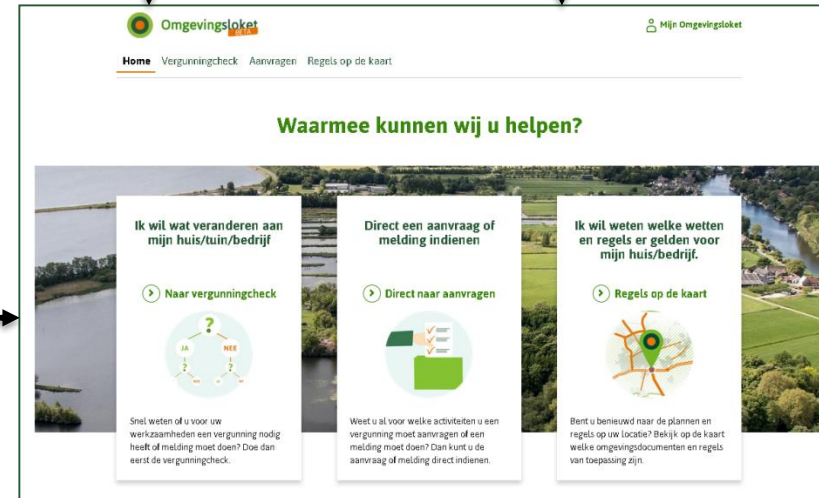 Omgevingsloket
BETA
Mijn Omgevingsloket
Home Vergunningcheck Aanvragen Regels op de kaart
Waarmee kunnen wij u helpen?
Ik wil wat veranderen aan
mijn huis/tuin/bedrijf
Naar vergunningcheck
?
JA NEE
? ?
Snel weten of u voor uw
werkzaamheden een vergunning nodig
heeft of melding moet doen? Doe dan
eerst de vergunningcheck.
Direct een aanvraag of
melding indienen
Direct naar aanvragen
Weet u al voor welke activiteiten u een
vergunning moet aanvragen of een
melding moet doen? Dan kunt u de
aanvraag of melding direct indienen.
Ik wil weten welke wetten
en regels er gelden voor
mijn huis/bedrijf.
Regels op de kaart
Bent u benieuwd naar de plannen en
regels op uw locatie? Bekijk op de kaart
welke omgevingsdocumenten en regels
van toepassing zijn.